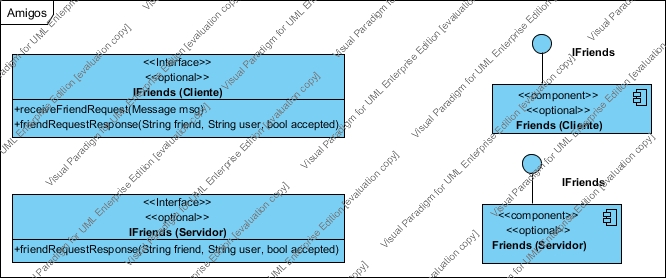 Amigos
<<Interface>>
<<optional>>
IFriends (Cliente)
+receiveFriendRequest(Message msg)
+friendRequestResponse(String friend, String user, bool accepted)
IFriends
<<component>>
<<optional>>
Friends (Cliente)
<<Interface>>
<<optional>>
IFriends (Servidor)
+friendRequestResponse(String friend, String user, bool accepted)
IFriends
<<component>>
<<optional>>
Friends (Servidor)
Visual Paradigm for UML Enterprise Edition [evaluation copy]